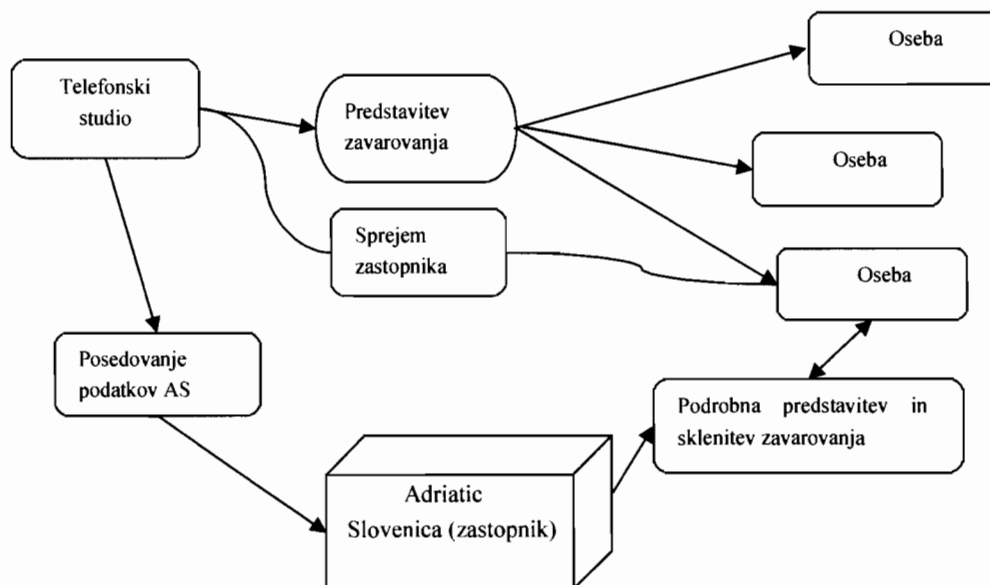 Oseba
Telefonski
studio
Predstavitev
zavarovanja
Oseba
Sprejem
zastopnika
Oseba
Posedovanje
podatkov AS
Podrobna predstavitev in
sklenitev zavarovanja
Adriatic
Slovenica (zastopnik)